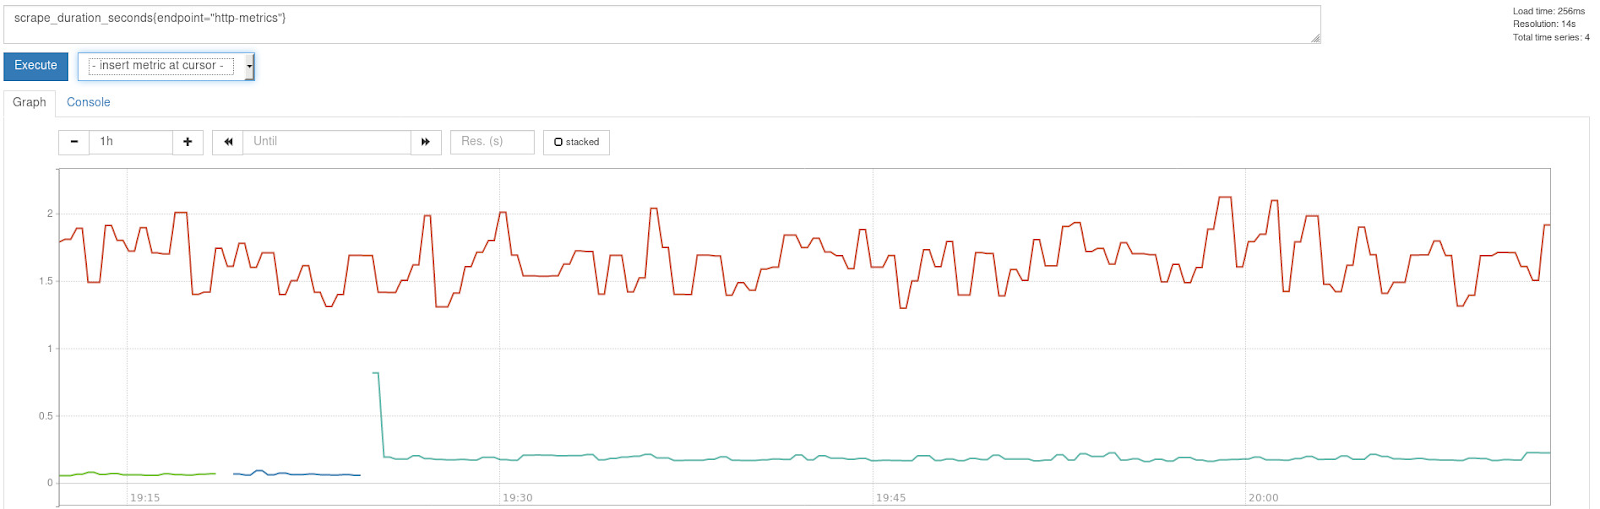 scrape_duration_seconds{endpoint="http-metrics"}
Load time: 256ms
Resolution: 14s
Total time series: 4
Execute
- insert metric at cursor -
Graph
Console
1h
Until
Res. (s)
stacked
2
1.5
1
0.5
0
19:15
19:30
19:45
20:00